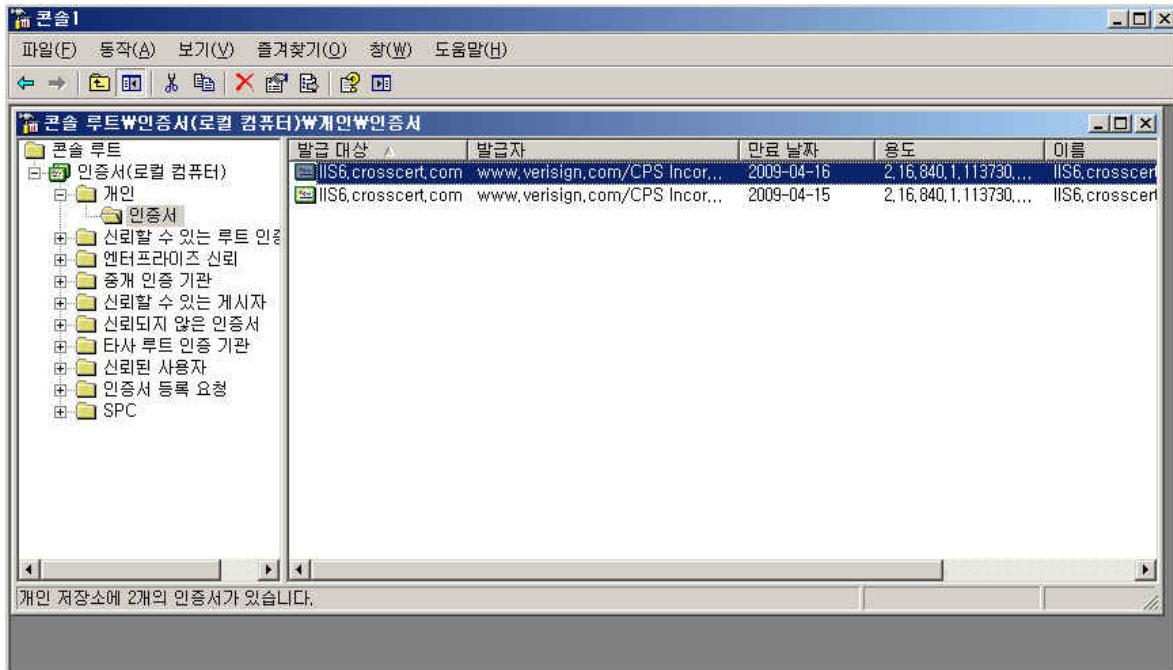 콘솔1
파일(F) 동작(A) 보기(V) 즐겨찾기(O) 창(W) 도움말(H)
콘솔 루트₩인증서(로컬 컴퓨터)₩개인₩인증서
콘솔 루트
인증서(로컬 컴퓨터)
개인
인증서
신뢰할 수 있는 루트 인증
엔터프라이즈 신뢰
중개 인증 기관
신뢰할 수 있는 게시자
신뢰되지 않은 인증서
타사 루트 인증 기관
신뢰된 사용자
인증서 등록 요청
SPC
발급 대상 발급자 만료 날짜 용도 이름
IIS6.crosscert.com www.verisign.com/CPS Incor... 2009-04-16 2.16.840.1.113730.... IIS6.crosscert
IIS6.crosscert.com www.verisign.com/CPS Incor... 2009-04-15 2.16.840.1.113730.... IIS6.crosscert
개인 저장소에 2개의 인증서가 있습니다.